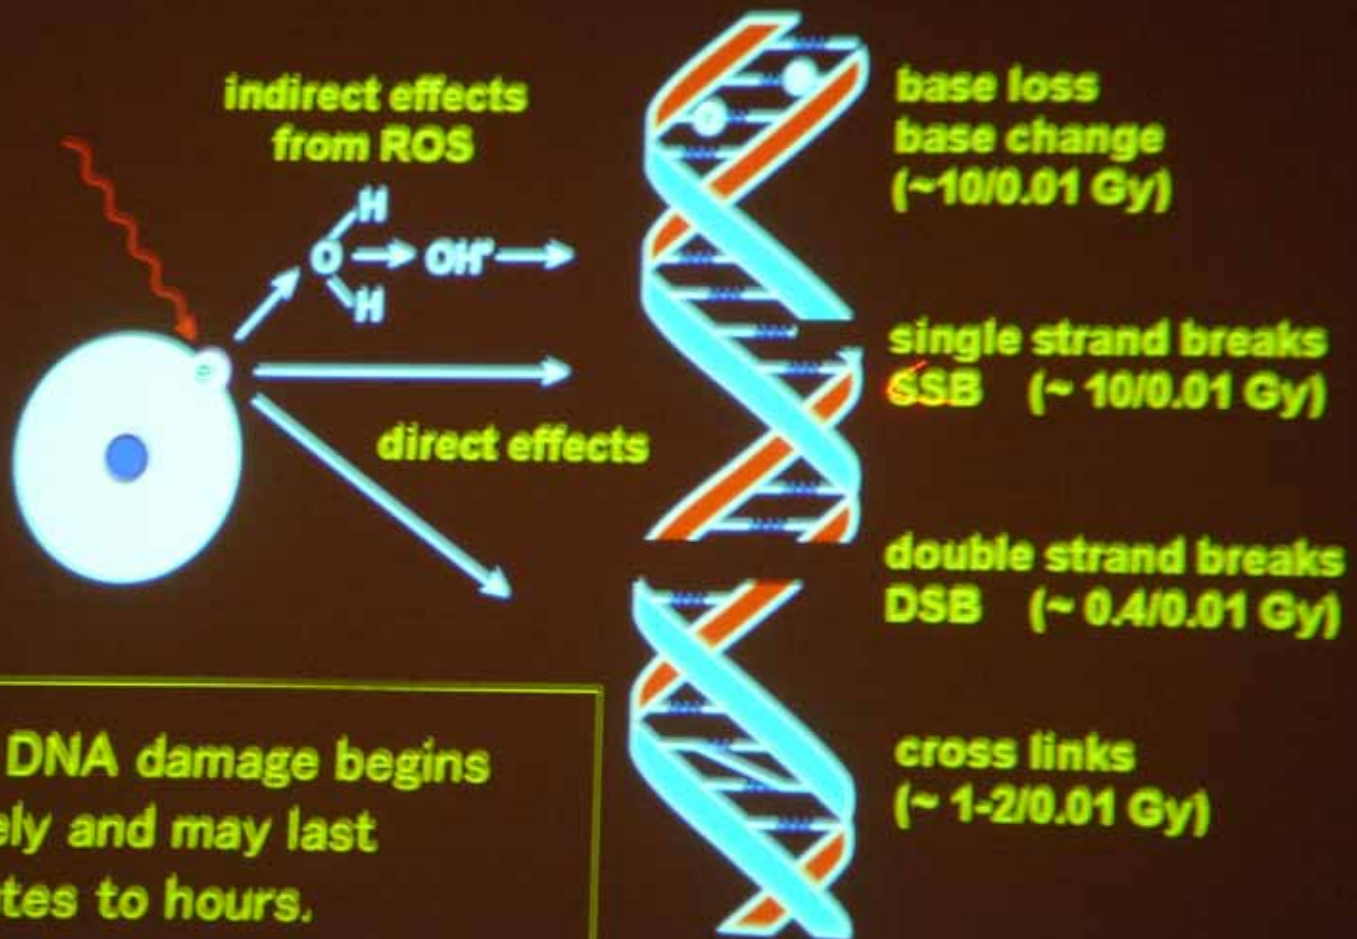 indirect effects
from ROS
H
O
OH•
H
e-
direct effects
base loss
base change
(~10/0.01 Gy)
single strand breaks
SSB (~ 10/0.01 Gy)
double strand breaks
DSB (~ 0.4/0.01 Gy)
cross links
(~ 1-2/0.01 Gy)
DNA damage begins
ely and may last
tes to hours.